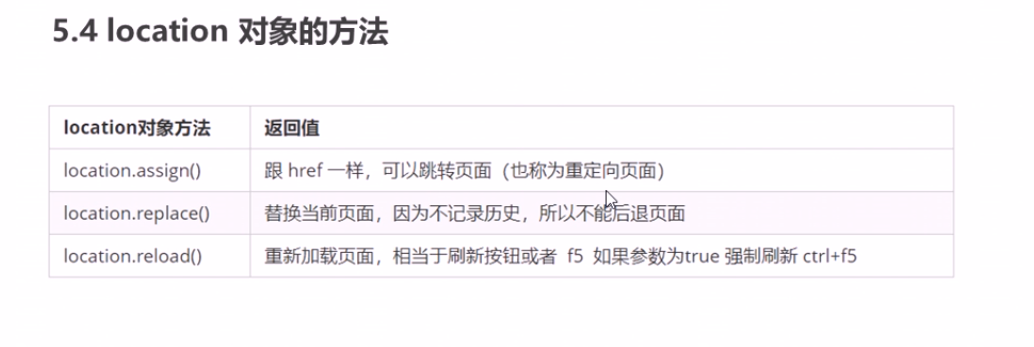 5.4 location 对象的方法
location对象方法 返回值
location.assign() 跟 href 一样，可以跳转页面（也称为重定向页面）
location.replace() 替换当前页面，因为不记录历史，所以不能后退页面
location.reload() 重新加载页面，相当于刷新按钮或者 f5 如果参数为true 强制刷新 ctrl+f5